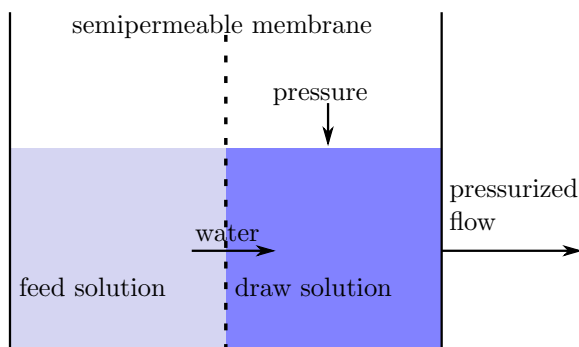 semipermeable membrane
pressure
pressurized
flow
water
feed solution
draw solution